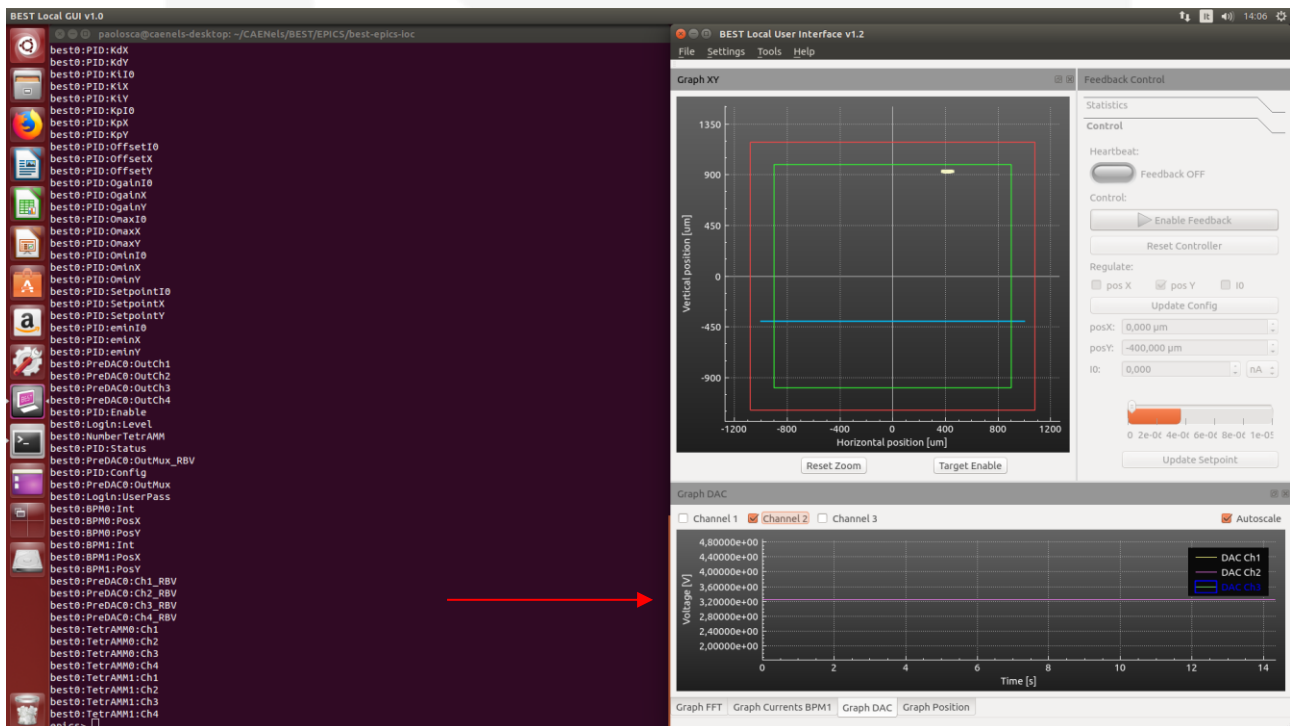 BEST Local GUI v1.0
It
14:06
paolosca@caenels-desktop: ~/CAENels/BEST/EPICS/best-epics-ioc
best0:PID:KdX
best0:PID:KdY
best0:PID:KiI0
best0:PID:KiX
best0:PID:KiY
best0:PID:KpI0
best0:PID:KpX
best0:PID:KpY
best0:PID:OffsetI0
best0:PID:OffsetX
best0:PID:OffsetY
best0:PID:OgainI0
best0:PID:OgainX
best0:PID:OgainY
best0:PID:OmaxI0
best0:PID:OmaxX
best0:PID:OmaxY
best0:PID:OminI0
best0:PID:OminX
best0:PID:OminY
best0:PID:SetpointI0
best0:PID:SetpointX
best0:PID:SetpointY
best0:PID:eminI0
best0:PID:eminX
best0:PID:eminY
best0:PreDAC0:OutCh1
best0:PreDAC0:OutCh2
best0:PreDAC0:OutCh3
best0:PreDAC0:OutCh4
best0:PID:Enable
best0:Login:Level
best0:NumberTetrAMM
best0:PID:Status
best0:PreDAC0:OutMux_RBV
best0:PID:Config
best0:PreDAC0:OutMux
best0:Login:UserPass
best0:BPM0:Int
best0:BPM0:PosX
best0:BPM0:PosY
best0:BPM1:Int
best0:BPM1:PosX
best0:BPM1:PosY
best0:PreDAC0:Ch1_RBV
best0:PreDAC0:Ch2_RBV
best0:PreDAC0:Ch3_RBV
best0:PreDAC0:Ch4_RBV
best0:TetrAMM0:Ch1
best0:TetrAMM0:Ch2
best0:TetrAMM0:Ch3
best0:TetrAMM0:Ch4
best0:TetrAMM1:Ch1
best0:TetrAMM1:Ch2
best0:TetrAMM1:Ch3
best0:TetrAMM1:Ch4
epics>
BEST Local User Interface v1.2
File Settings Tools Help
Graph XY
Vertical position [um]
1350
900
450
0
-450
-900
-1200 -800 -400 0 400 800 1200
Horizontal position [um]
Reset Zoom Target Enable
Feedback Control
Statistics
Control
Heartbeat:
Feedback OFF
Control:
Enable Feedback
Reset Controller
Regulate:
pos X pos Y I0
Update Config
posX: 0,000 µm
posY: -400,000 µm
I0: 0,000 nA
0 2e-06 4e-06 6e-06 8e-06 1e-05
Update Setpoint
Graph DAC
Channel 1 Channel 2 Channel 3 Autoscale
Voltage [V]
4,80000e+00
4,40000e+00
4,00000e+00
3,60000e+00
3,20000e+00
2,80000e+00
2,40000e+00
2,00000e+00
DAC Ch1
DAC Ch2
DAC Ch3
0 2 4 6 8 10 12 14
Time [s]
Graph FFT Graph Currents BPM1 Graph DAC Graph Position